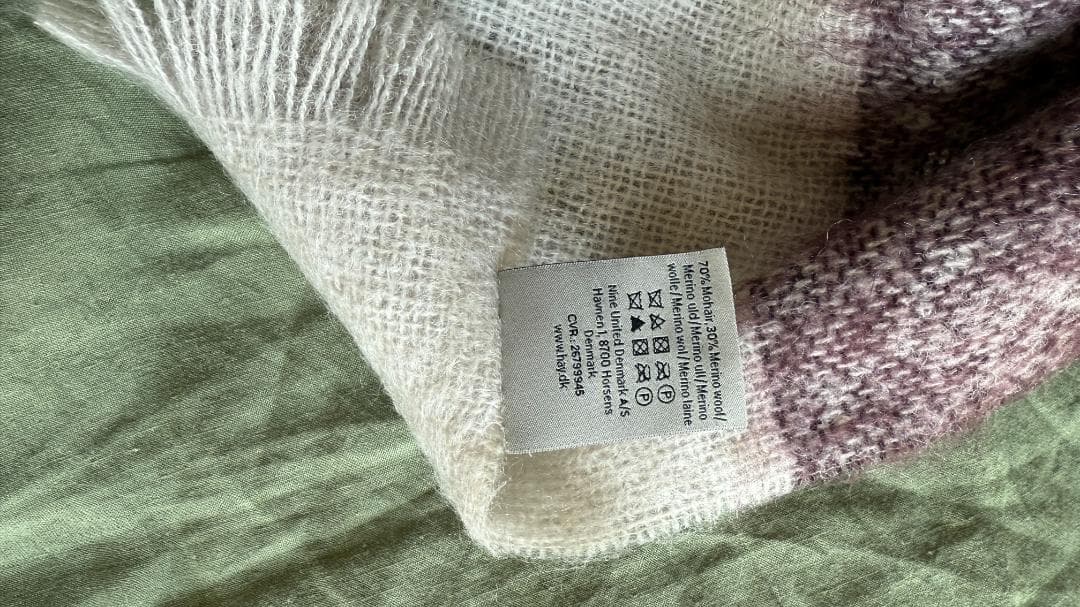 70% Mohair, 30% Merino wool/
Merino uld/Merino ull/Merino
wolle/Merino wol/Merino laine
P
P
Nine United Denmark A/S
Havnen 1, 8700 Horsens
Denmark
CVR.: 26799945
www.hay.dk